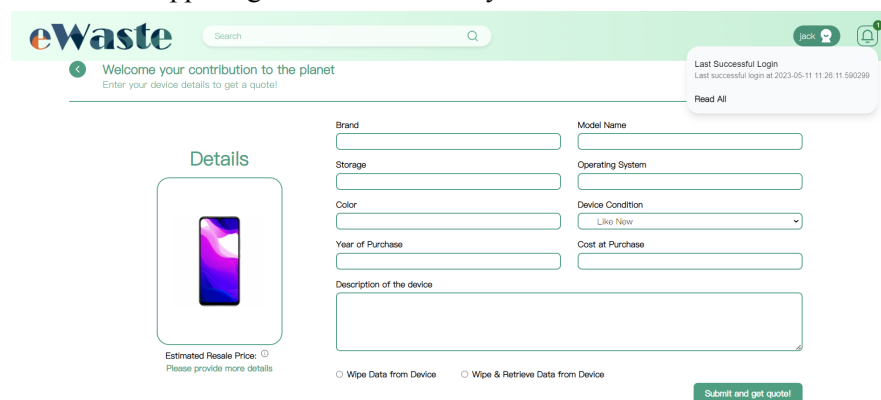 eWaste
Search
jack
1
Last Successful Login
Last successful login at 2023-05-11 11:26:11.590299
Read All
Welcome your contribution to the planet
Enter your device details to get a quote!
Details
Estimated Resale Price:
Please provide more details
Brand
Model Name
Storage
Operating System
Color
Device Condition
Like New
Year of Purchase
Cost at Purchase
Description of the device
Wipe Data from Device
Wipe & Retrieve Data from Device
Submit and get quote!